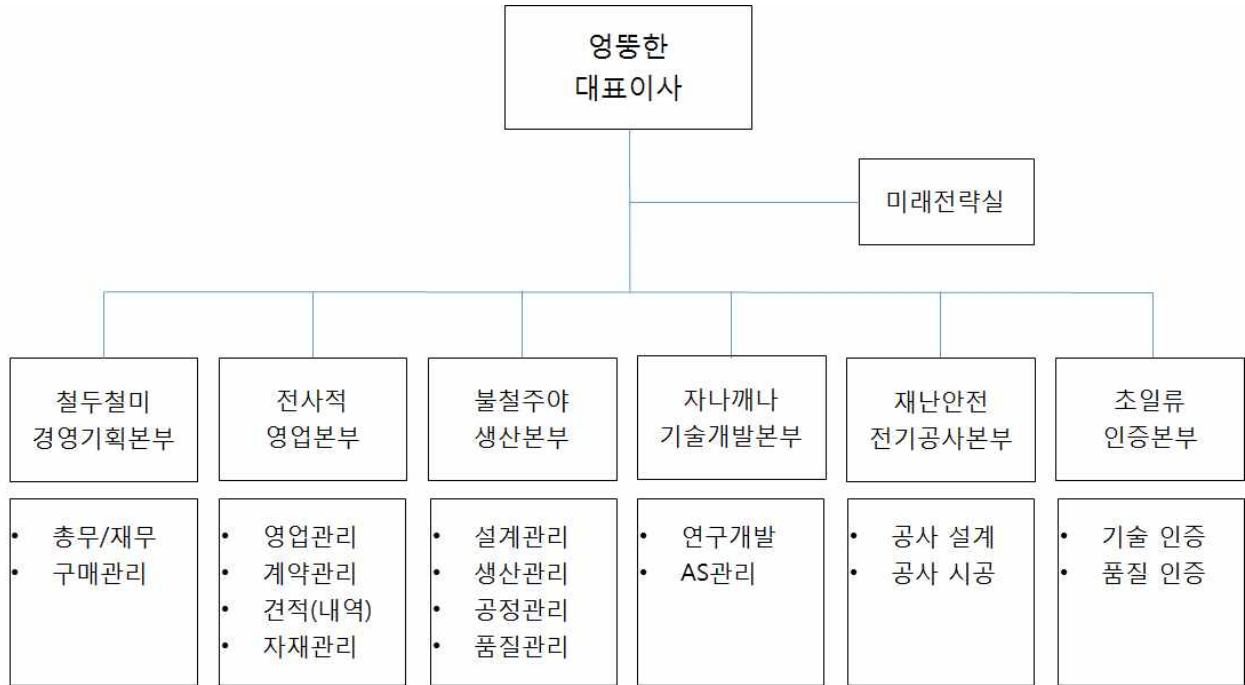 엉뚱한
대표이사
미래전략실
철두철미
경영기획본부
전사적
영업본부
불철주야
생산본부
자나깨나
기술개발본부
재난안전
전기공사본부
초일류
인증본부
• 총무/재무
• 구매관리
• 영업관리
• 계약관리
• 견적(내역)
• 자재관리
• 설계관리
• 생산관리
• 공정관리
• 품질관리
• 연구개발
• AS관리
• 공사 설계
• 공사 시공
• 기술 인증
• 품질 인증